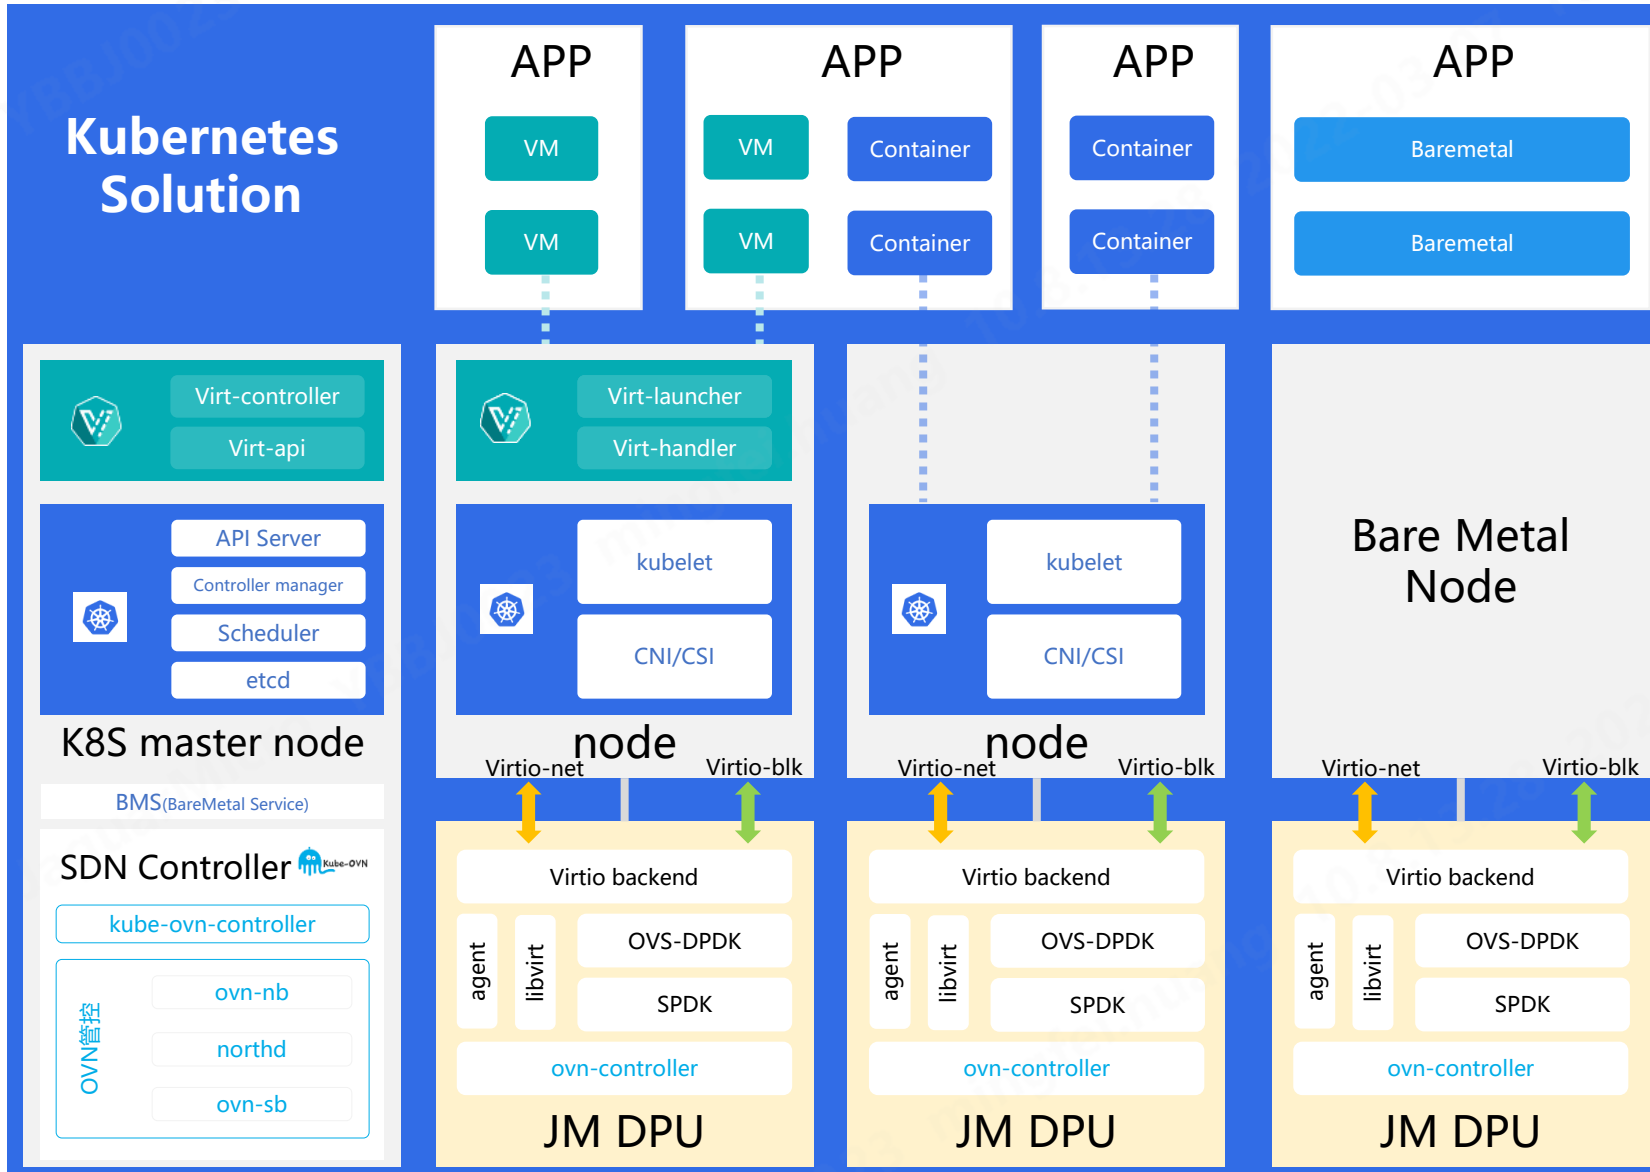 Kubernetes
Solution
APP
VM
VM
APP
VM
Container
VM
Container
APP
Container
Container
APP
Baremetal
Baremetal
Virt-controller
Virt-api
API Server
Controller manager
Scheduler
etcd
K8S master node
BMS(BareMetal Service)
SDN Controller
Kube-OVN
kube-ovn-controller
OVN管控
ovn-nb
northd
ovn-sb
Virt-launcher
Virt-handler
kubelet
CNI/CSI
node
Virtio-net
Virtio-blk
Virtio backend
agent
libvirt
OVS-DPDK
SPDK
ovn-controller
JM DPU
kubelet
CNI/CSI
node
Virtio-net
Virtio-blk
Virtio backend
agent
libvirt
OVS-DPDK
SPDK
ovn-controller
JM DPU
Bare Metal
Node
Virtio-net
Virtio-blk
Virtio backend
agent
libvirt
OVS-DPDK
SPDK
ovn-controller
JM DPU